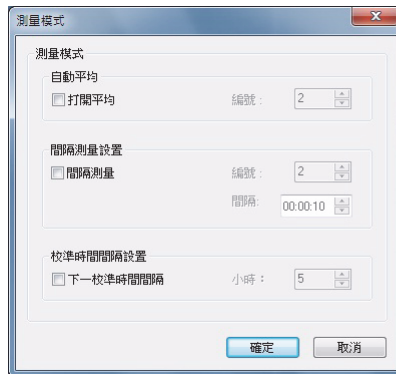 測量模式
測量模式
自動平均
打開平均 編號： 2
間隔測量設置
間隔測量 編號： 2
間隔: 00:00:10
校準時間間隔設置
下一校準時間間隔 小時： 5
確定 取消